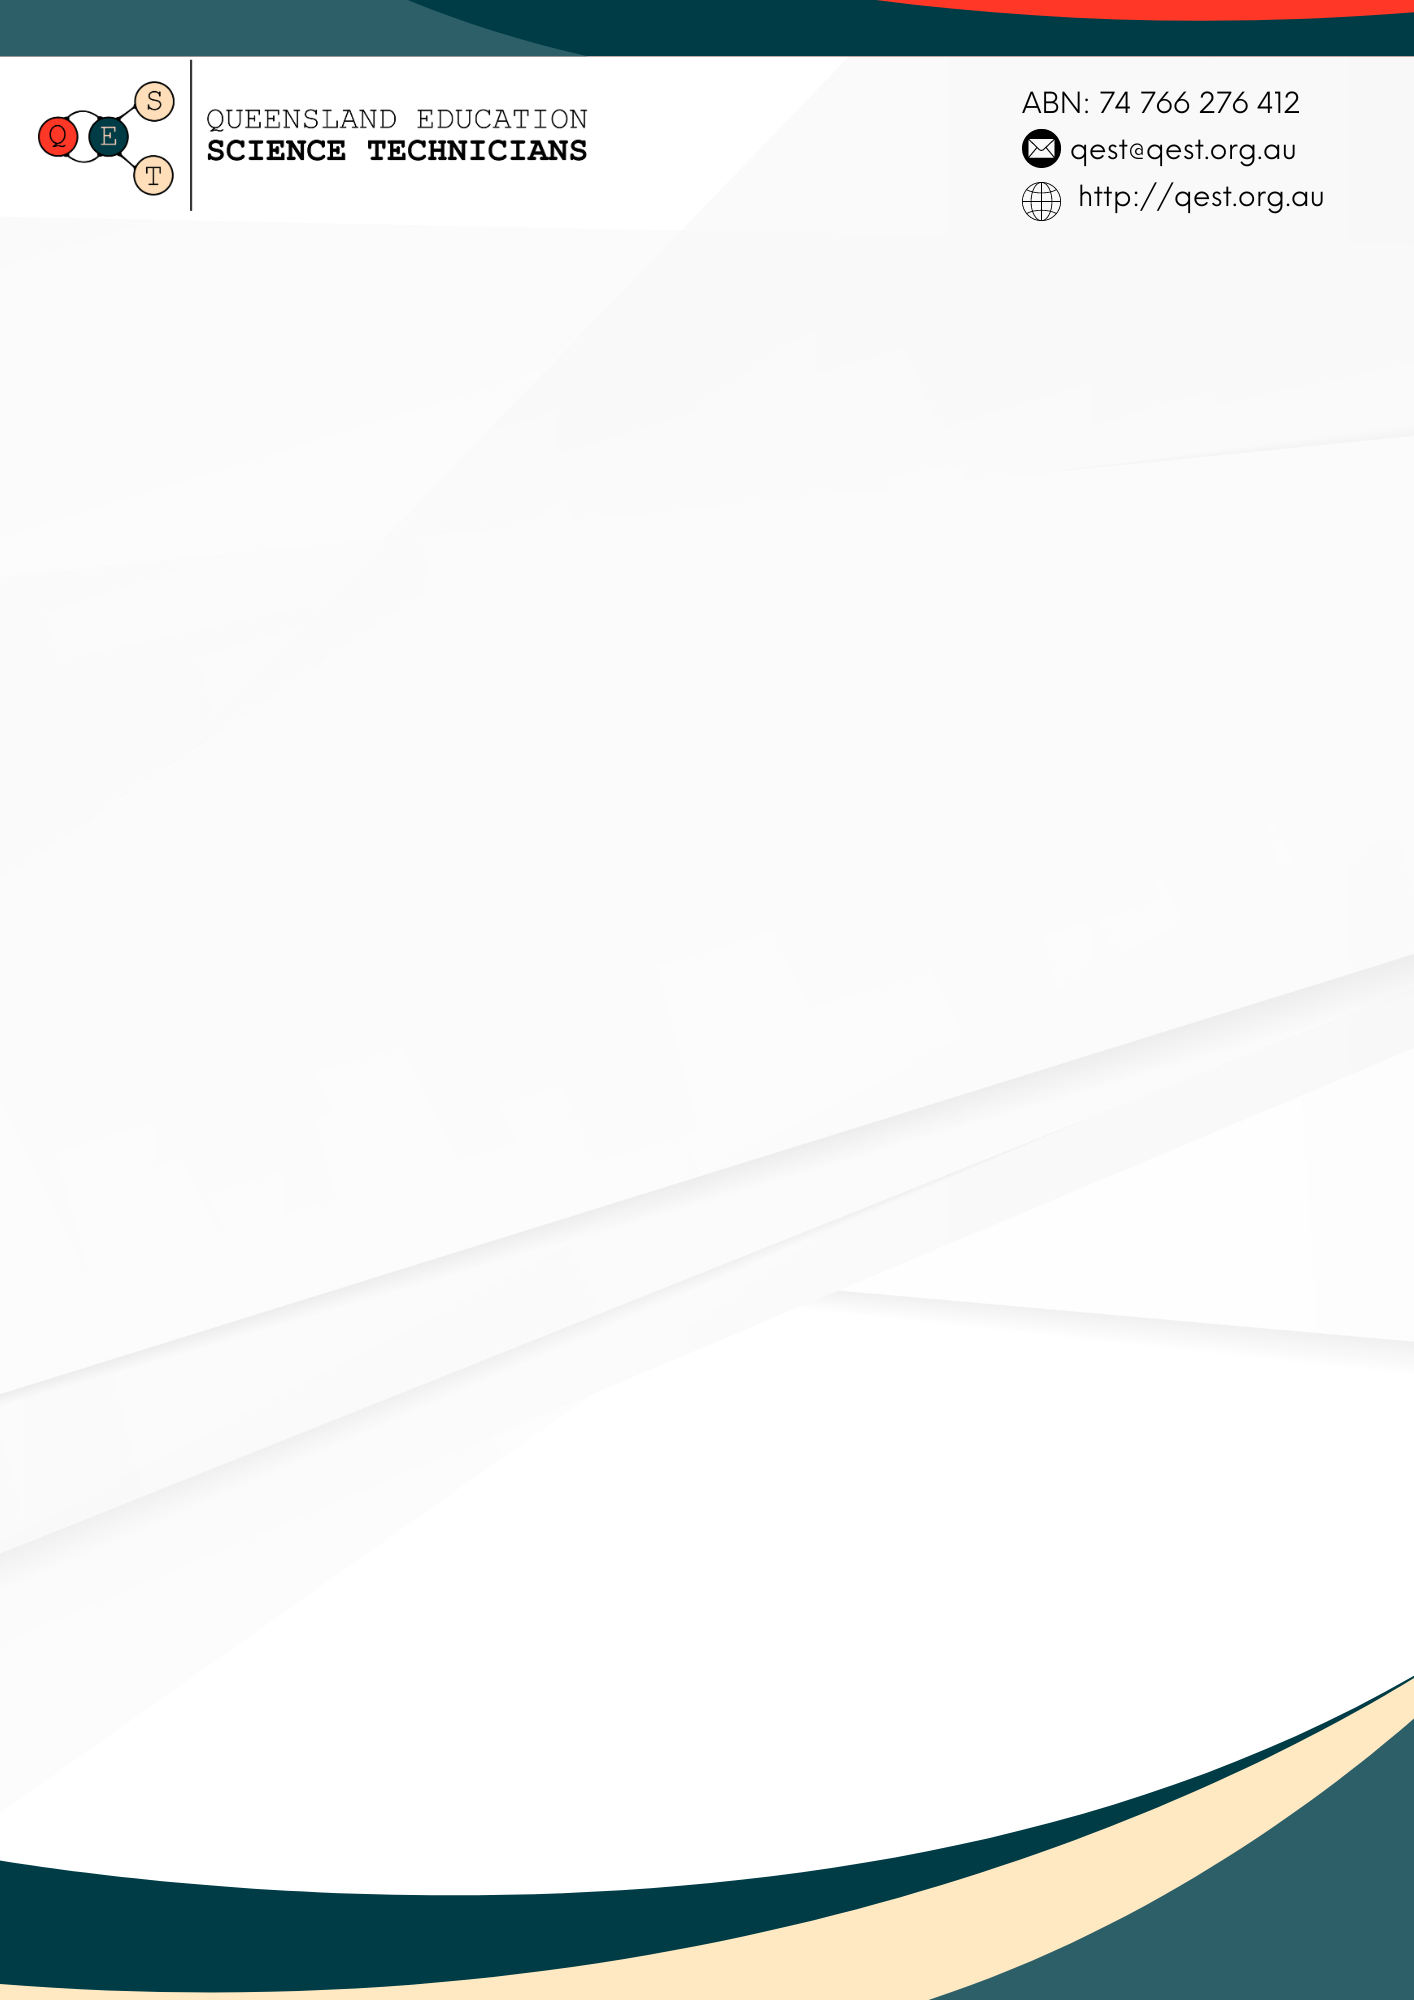 Q E S T
QUEENSLAND EDUCATION
SCIENCE TECHNICIANS
ABN: 74 766 276 412
qest@qest.org.au
http://qest.org.au